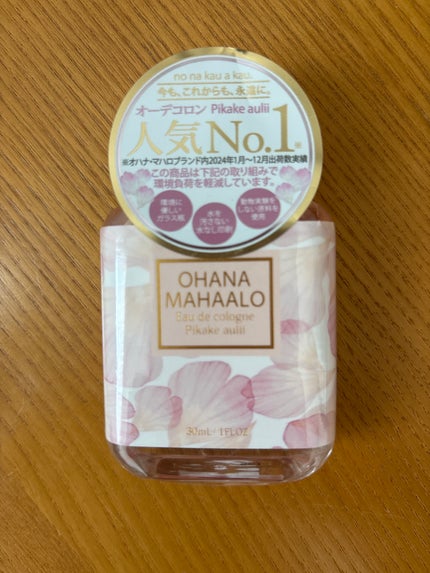 no na kau a kau.
今も、これからも、永遠に。
オーデコロン Pikake aulii
人気No.1※
※オハナ・マハロブランド内2024年1月～12月出荷数実績
この商品は下記の取り組みで
環境負荷を軽減しています。
環境に
優しい
ガラス瓶
水を
汚さない
水なし印刷
動物実験を
しない原料を
使用
OHANA
MAHAALO
Eau de cologne
Pikake aulii
30mL・1FLOZ